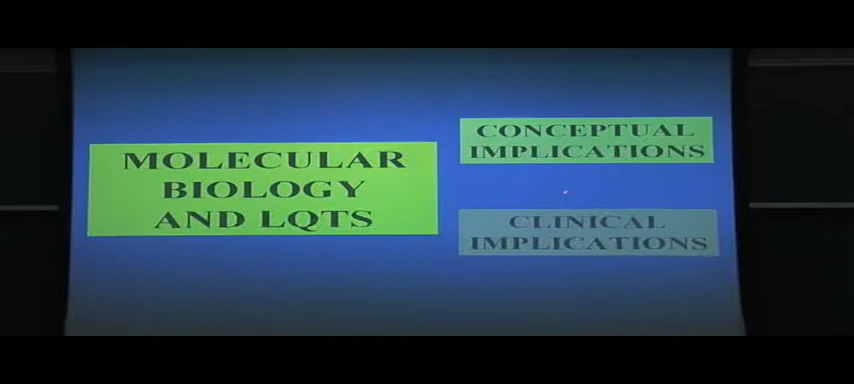 MOLECULAR
BIOLOGY
AND LQTS
CONCEPTUAL
IMPLICATIONS
CLINICAL
IMPLICATIONS